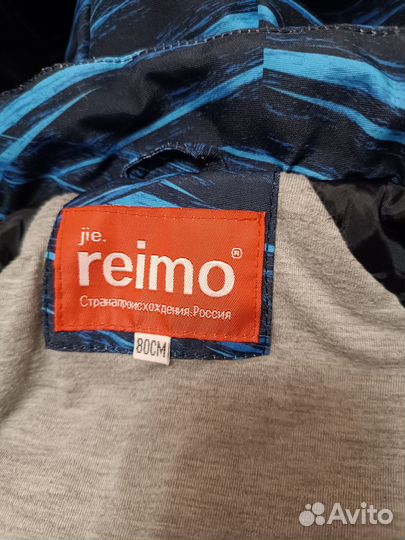 jie.
reimo®
Странапроисхождения:Россия
80CM
Avito